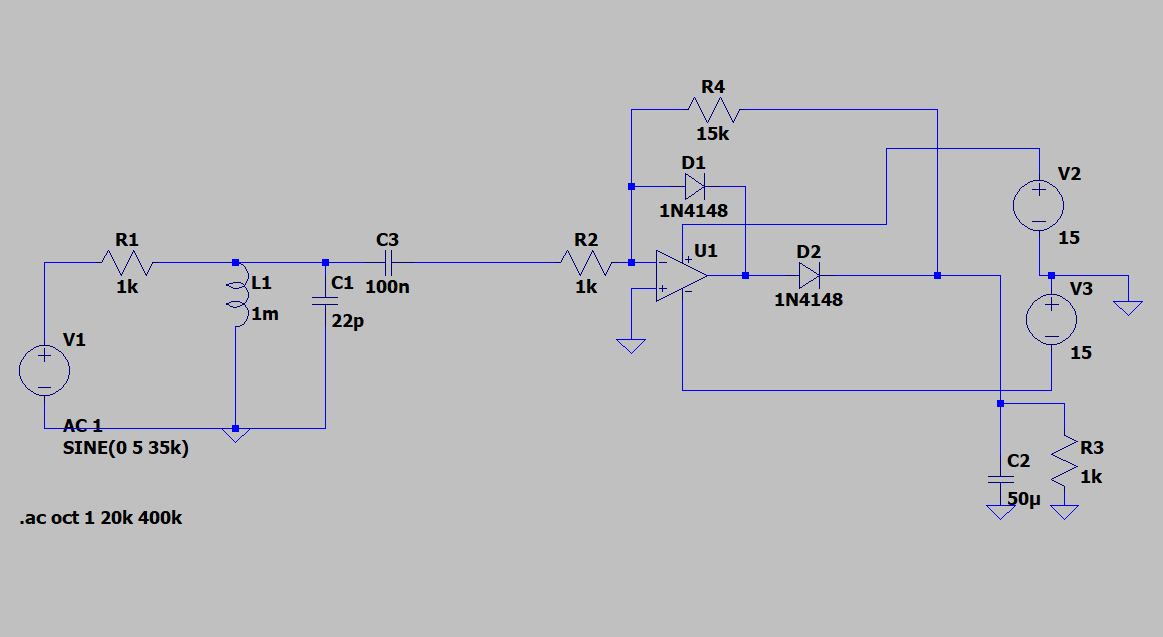 R4
15k
D1
1N4148
V2
15
R1
1k
C3
100n
R2
1k
U1
D2
1N4148
L1
1m
C1
22p
V3
15
V1
AC 1
SINE(0 5 35k)
C2
50µ
R3
1k
.ac oct 1 20k 400k